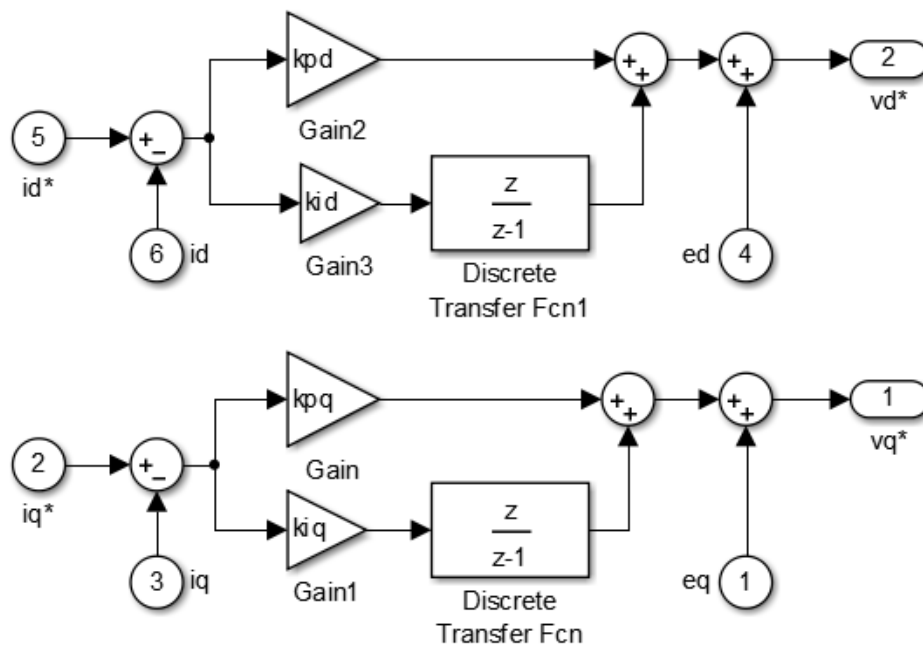 kpd
2
vd*
5
id*
Gain2
kid
z
z-1
6
id
Gain3
Discrete
Transfer Fcn1
ed
4
kpq
1
vq*
2
iq*
Gain
kiq
z
z-1
3
iq
Gain1
Discrete
Transfer Fcn
eq
1